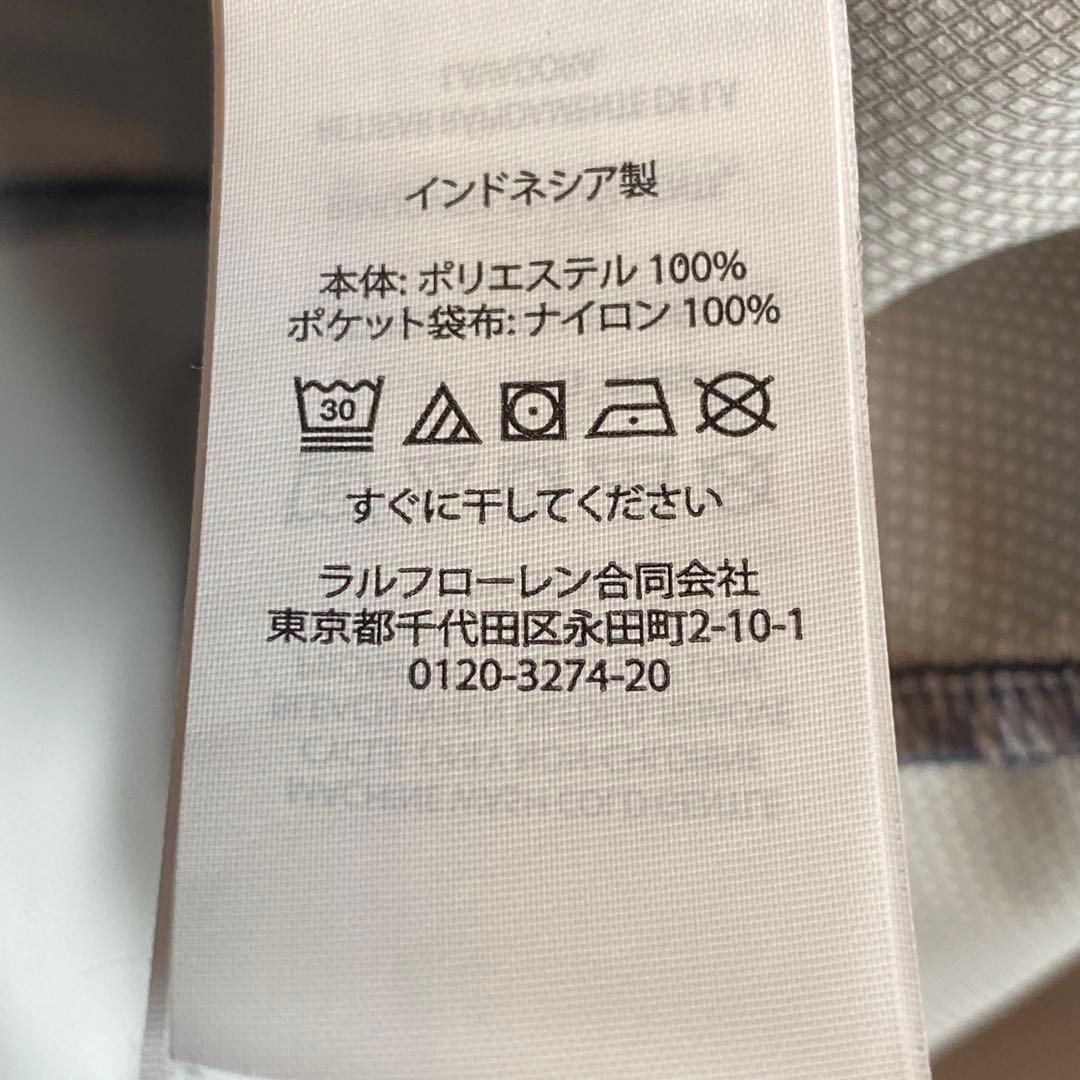 インドネシア製
本体: ポリエステル 100%
ポケット袋布: ナイロン 100%
30
すぐに干してください
ラルフローレン合同会社
東京都千代田区永田町2-10-1
0120-3274-20